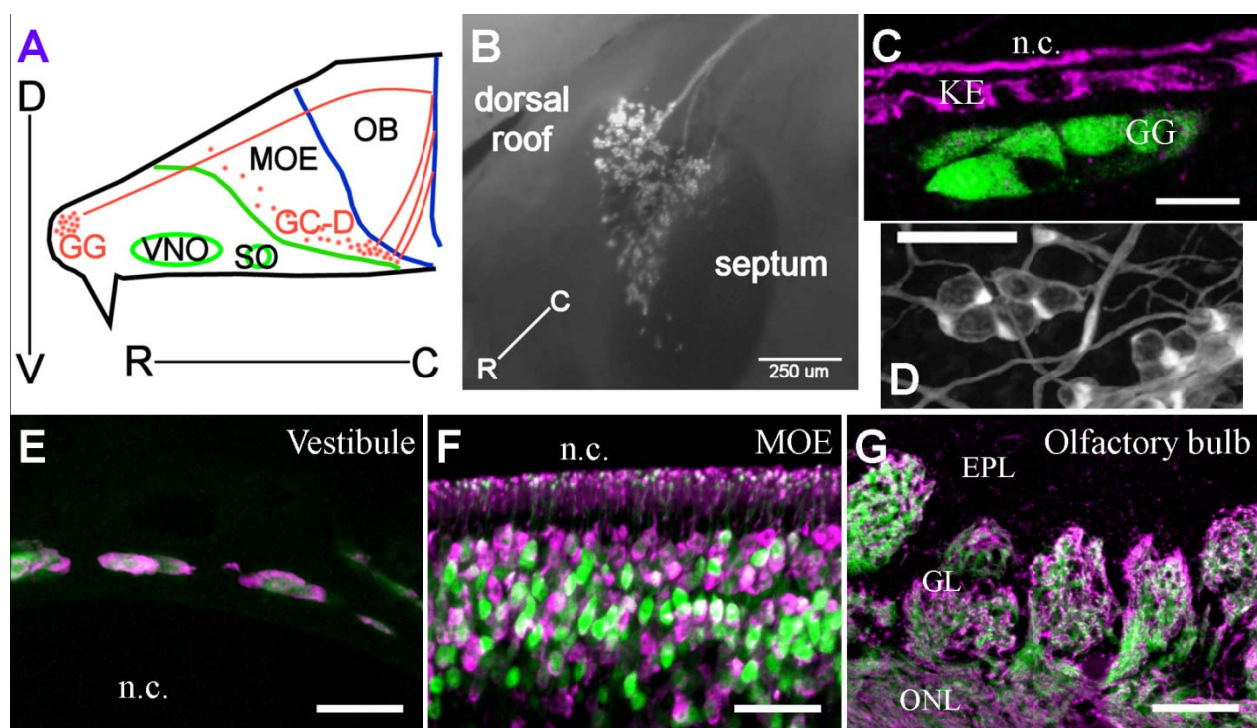 A
D
V
R
C
GG
VNO
SO
GC-D
MOE
OB
B
dorsal
roof
septum
C
R
250 um
C
n.c.
KE
GG
D
E
Vestibule
n.c.
F
n.c.
MOE
G
Olfactory bulb
EPL
GL
ONL